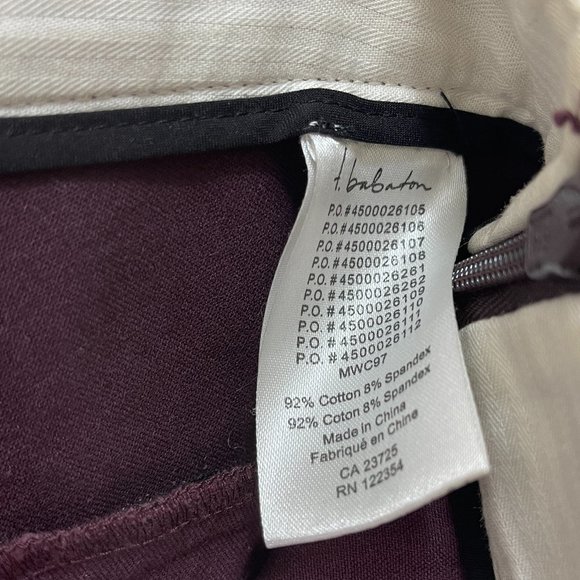 t. babaton
P.O.#4500026105
P.O.#4500026106
P.O.#4500026107
P.O.#4500026108
P.O.#4500026261
P.O.#4500026262
P.O.#4500026109
P.O.#4500026110
P.O.#4500026111
P.O.#4500026112
MWC97
92% Cotton 8% Spandex
92% Coton 8% Spandex
Made in China
Fabriqué en Chine
CA 23725
RN 122354